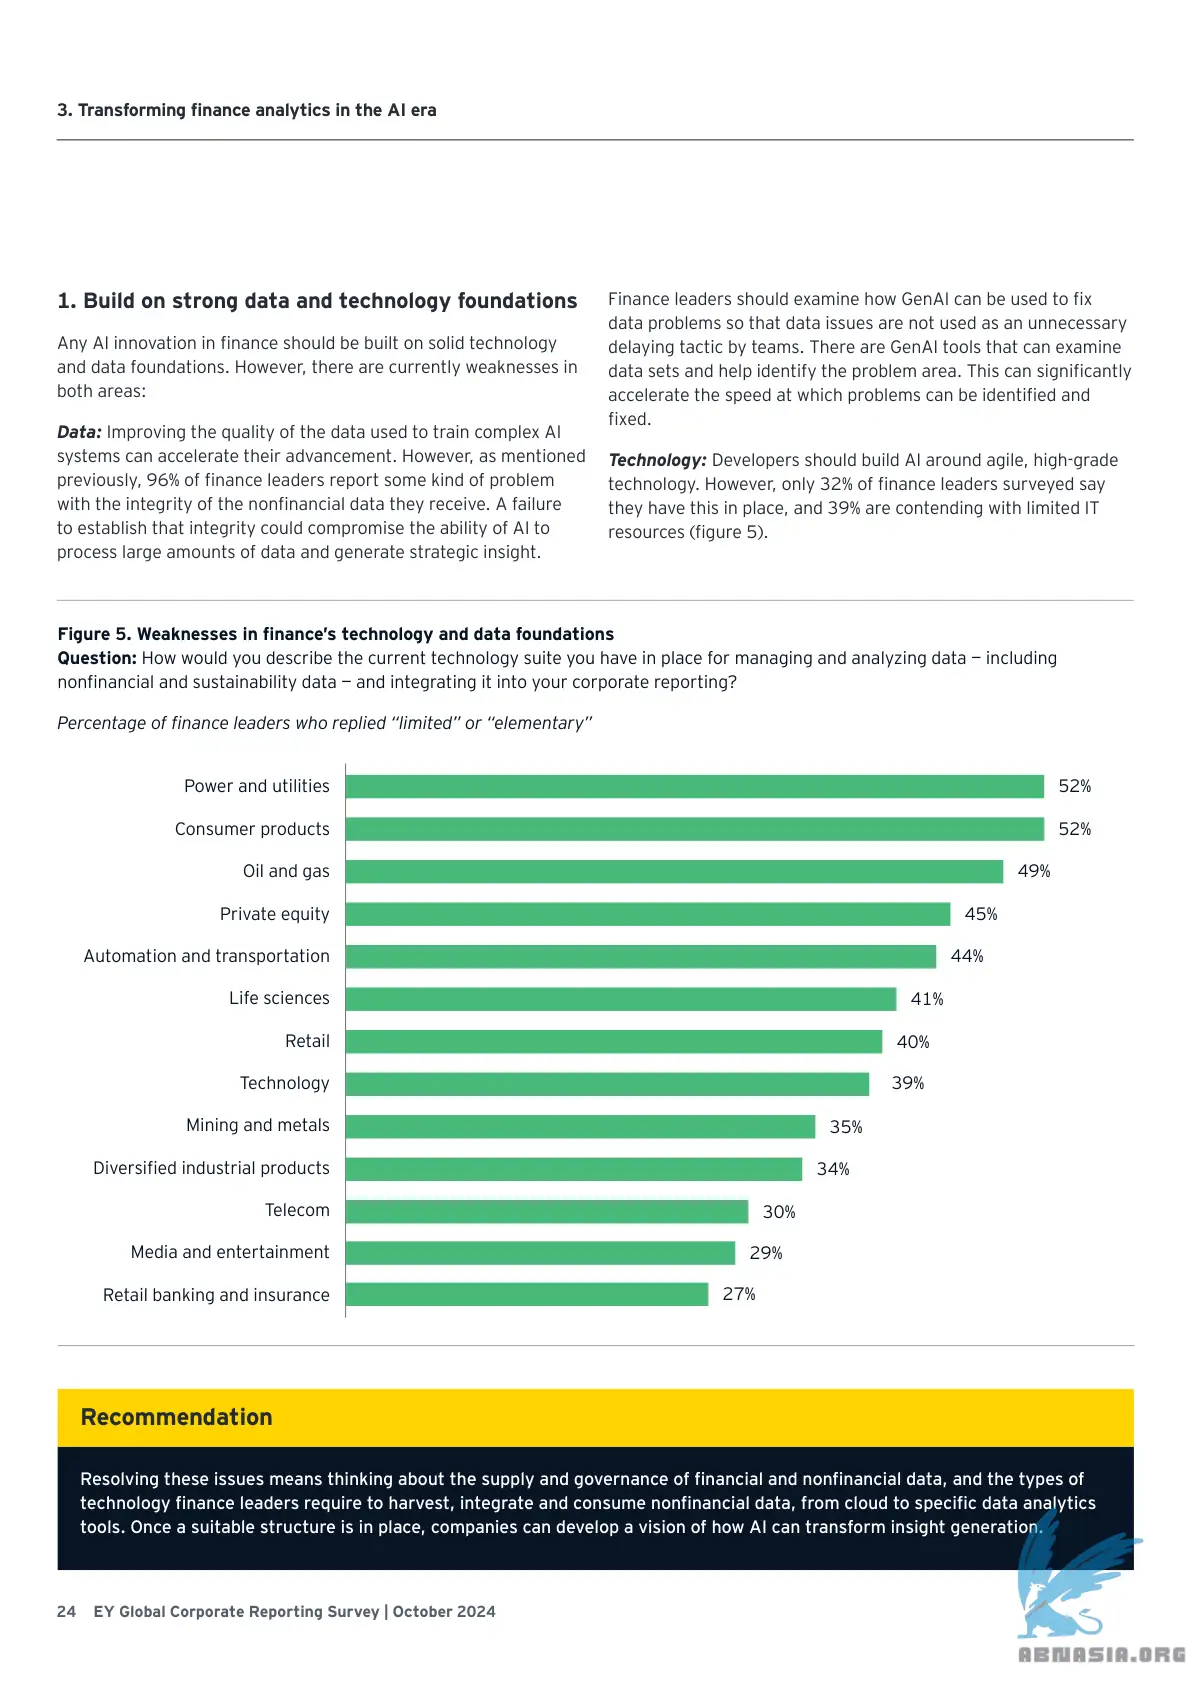 3. Transforming finance analytics in the AI era
1. Build on strong data and technology foundations
Any AI innovation in finance should be built on solid technology
and data foundations. However, there are currently weaknesses in
both areas:
Data: Improving the quality of the data used to train complex AI
systems can accelerate their advancement. However, as mentioned
previously, 96% of finance leaders report some kind of problem
with the integrity of the nonfinancial data they receive. A failure
to establish that integrity could compromise the ability of AI to
process large amounts of data and generate strategic insight.
Finance leaders should examine how GenAI can be used to fix
data problems so that data issues are not used as an unnecessary
delaying tactic by teams. There are GenAI tools that can examine
data sets and help identify the problem area. This can significantly
accelerate the speed at which problems can be identified and
fixed.
Technology: Developers should build AI around agile, high-grade
technology. However, only 32% of finance leaders surveyed say
they have this in place, and 39% are contending with limited IT
resources (figure 5).
Figure 5. Weaknesses in finance’s technology and data foundations
Question: How would you describe the current technology suite you have in place for managing and analyzing data – including
nonfinancial and sustainability data – and integrating it into your corporate reporting?
Percentage of finance leaders who replied “limited” or “elementary”
Power and utilities 52%
Consumer products 52%
Oil and gas 49%
Private equity 45%
Automation and transportation 44%
Life sciences 41%
Retail 40%
Technology 39%
Mining and metals 35%
Diversified industrial products 34%
Telecom 30%
Media and entertainment 29%
Retail banking and insurance 27%
Recommendation
Resolving these issues means thinking about the supply and governance of financial and nonfinancial data, and the types of
technology finance leaders require to harvest, integrate and consume nonfinancial data, from cloud to specific data analytics
tools. Once a suitable structure is in place, companies can develop a vision of how AI can transform insight generation.
24 EY Global Corporate Reporting Survey | October 2024
ABNASIA.ORG